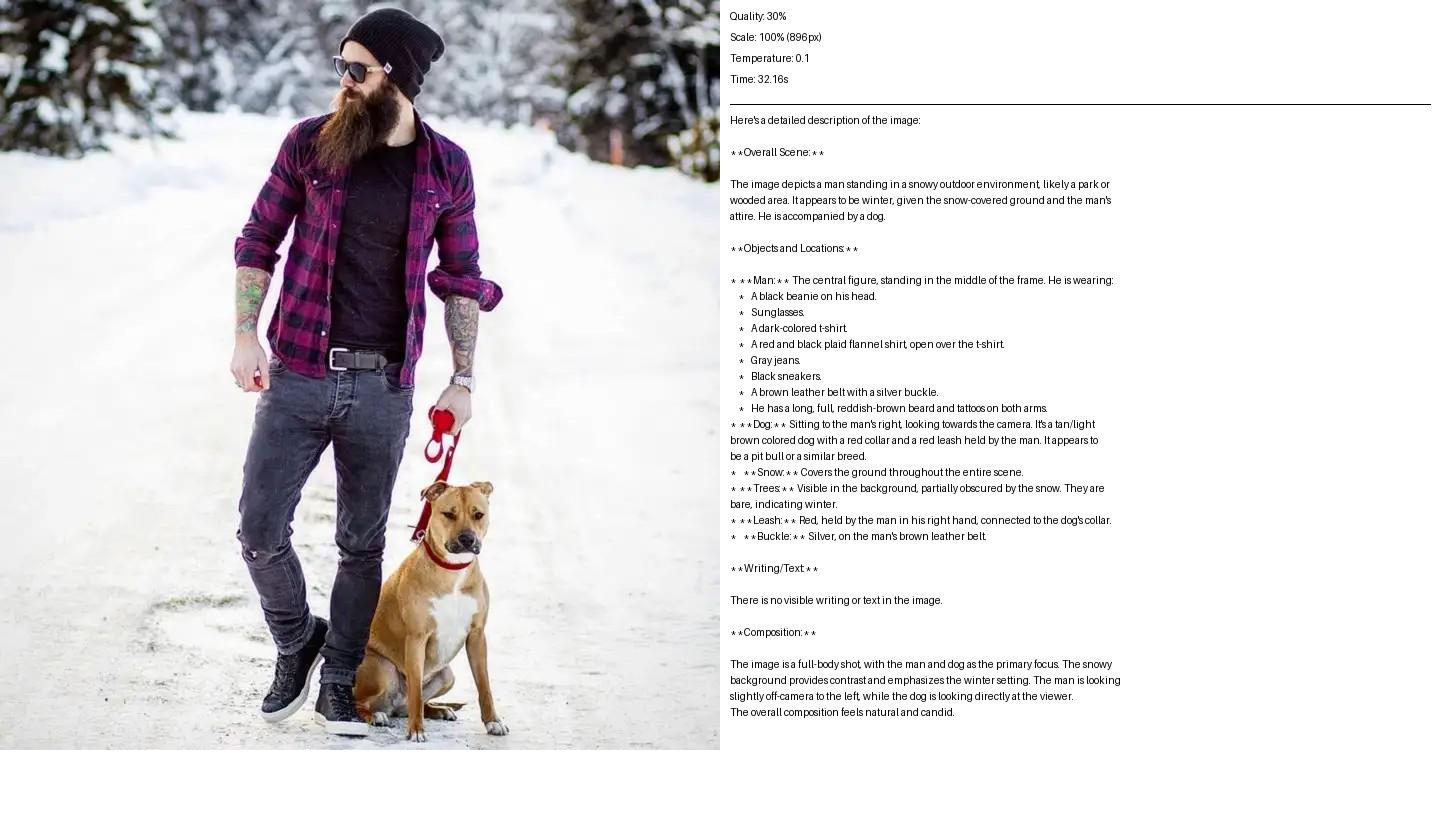 Quality: 30%
Scale: 100% (896px)
Temperature: 0.1
Time: 32.16s
Here's a detailed description of the image:
**Overall Scene:**
The image depicts a man standing in a snowy outdoor environment, likely a park or
wooded area. It appears to be winter, given the snow-covered ground and the man's
attire. He is accompanied by a dog.
**Objects and Locations:**
* **Man:** The central figure, standing in the middle of the frame. He is wearing:
* A black beanie on his head.
* Sunglasses.
* A dark-colored t-shirt.
* A red and black plaid flannel shirt, open over the t-shirt.
* Gray jeans.
* Black sneakers.
* A brown leather belt with a silver buckle.
* He has a long, full, reddish-brown beard and tattoos on both arms.
* **Dog:** Sitting to the man's right, looking towards the camera. It's a tan/light
brown colored dog with a red collar and a red leash held by the man. It appears to
be a pit bull or a similar breed.
* **Snow:** Covers the ground throughout the entire scene.
* **Trees:** Visible in the background, partially obscured by the snow. They are
bare, indicating winter.
* **Leash:** Red, held by the man in his right hand, connected to the dog's collar.
* **Buckle:** Silver, on the man's brown leather belt.
**Writing/Text:**
There is no visible writing or text in the image.
**Composition:**
The image is a full-body shot, with the man and dog as the primary focus. The snowy
background provides contrast and emphasizes the winter setting. The man is looking
slightly off-camera to the left, while the dog is looking directly at the viewer.
The overall composition feels natural and candid.